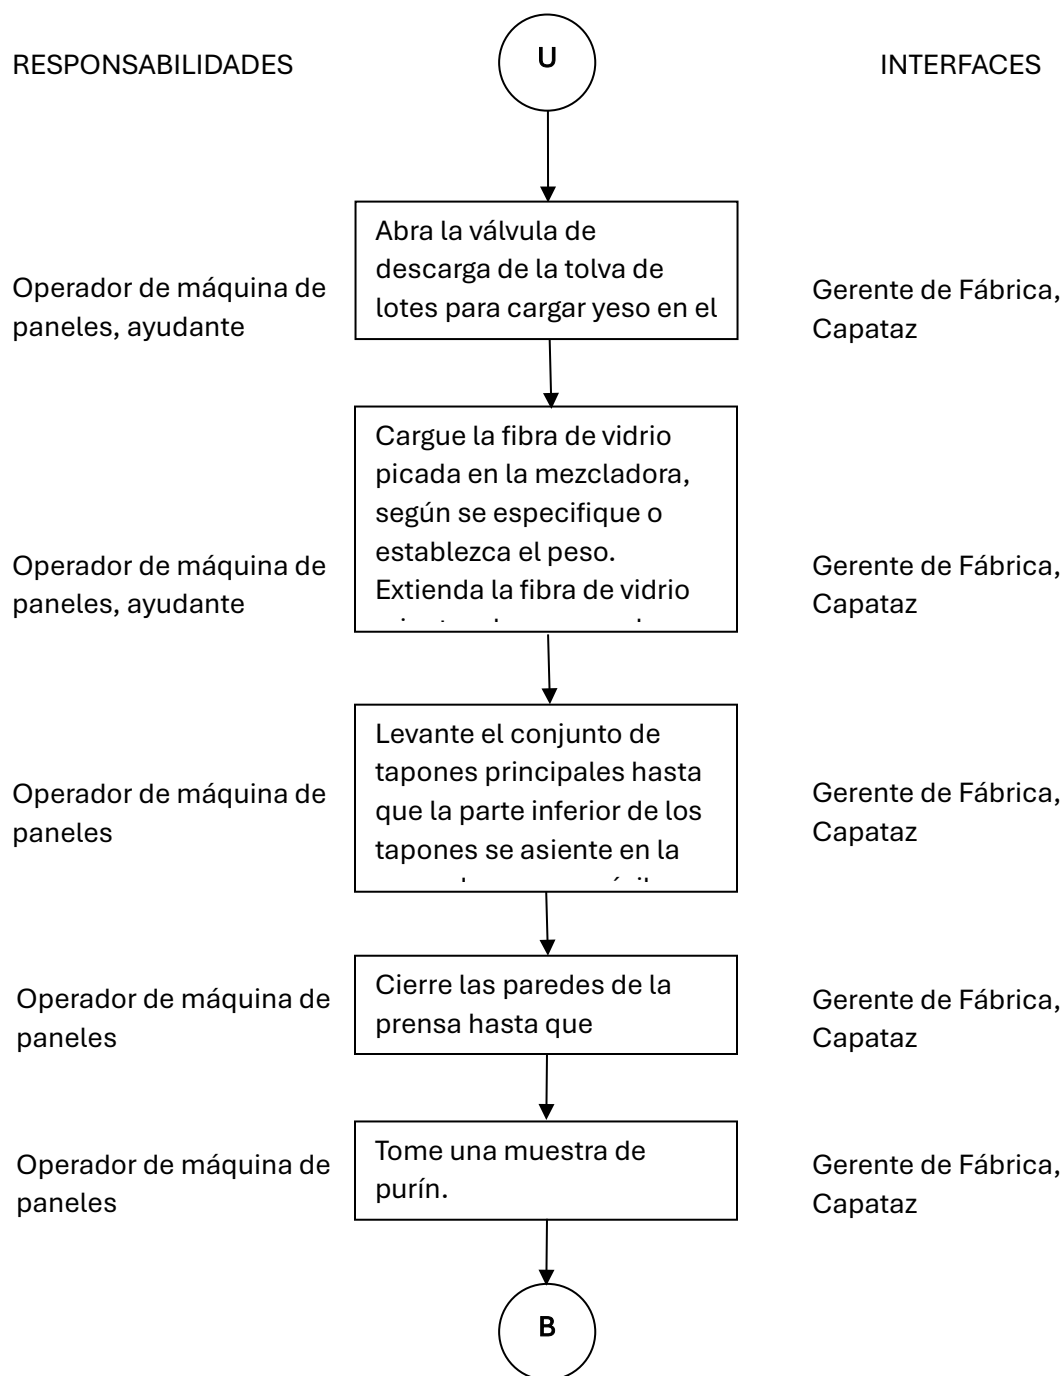 RESPONSABILIDADES
U
INTERFACES
Operador de máquina de
paneles, ayudante
Abra la válvula de
descarga de la tolva de
lotes para cargar yeso en el
Gerente de Fábrica,
Capataz
Operador de máquina de
paneles, ayudante
Cargue la fibra de vidrio
picada en la mezcladora,
según se especifique o
establezca el peso.
Extienda la fibra de vidrio
Gerente de Fábrica,
Capataz
Operador de máquina de
paneles
Levante el conjunto de
tapones principales hasta
que la parte inferior de los
tapones se asiente en la
Gerente de Fábrica,
Capataz
Operador de máquina de
paneles
Cierre las paredes de la
prensa hasta que
Gerente de Fábrica,
Capataz
Operador de máquina de
paneles
Tome una muestra de
purín.
Gerente de Fábrica,
Capataz
B